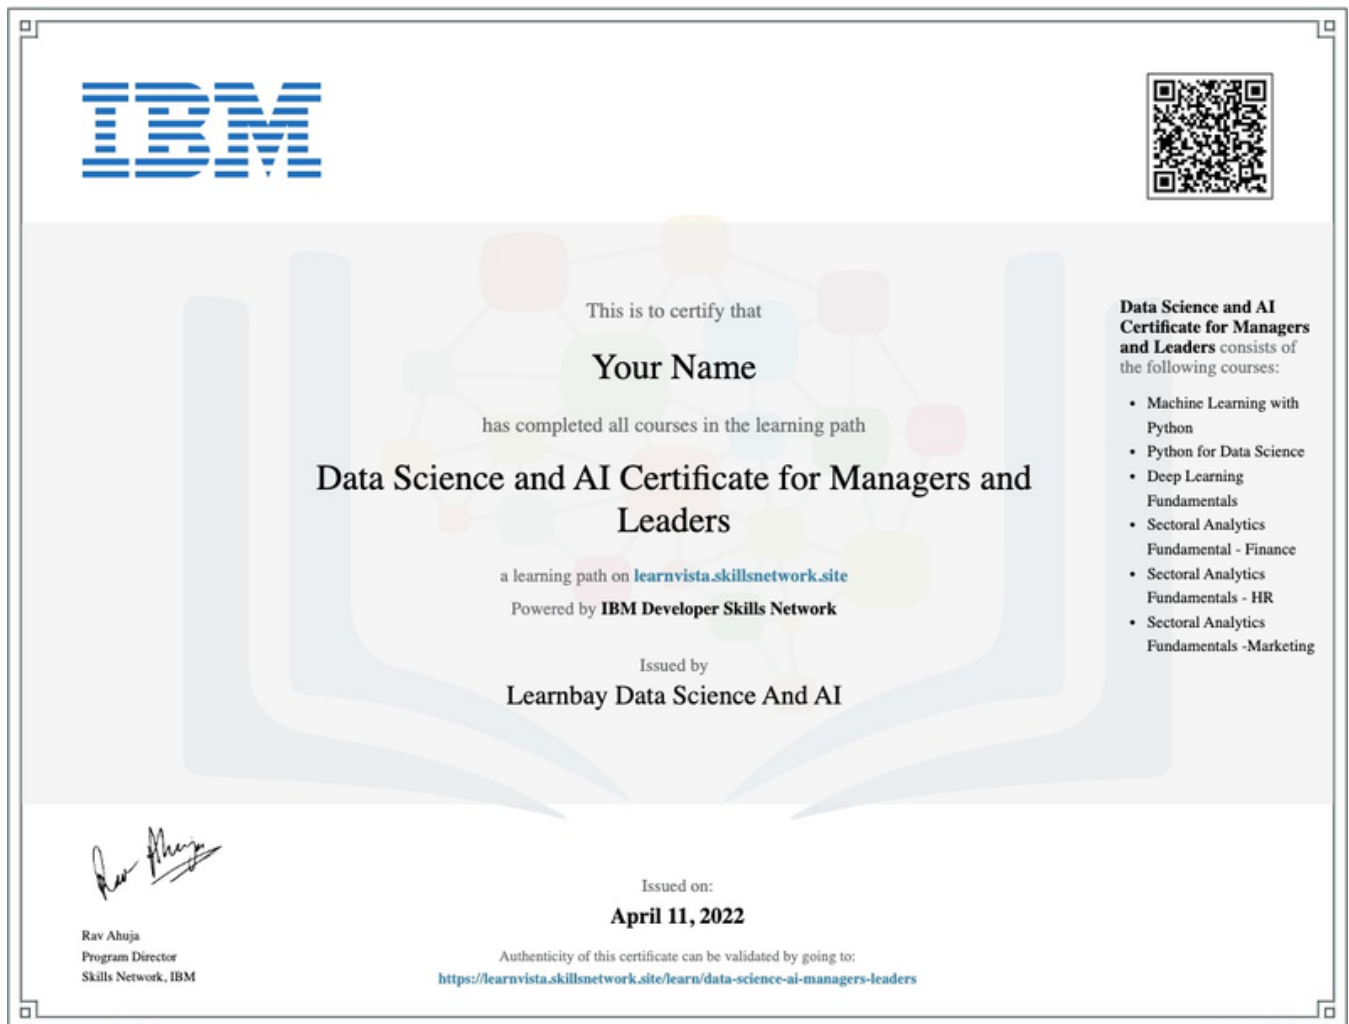 IBM
This is to certify that
Your Name
has completed all courses in the learning path
Data Science and AI Certificate for Managers and
Leaders
a learning path on learnvista.skillsnetwork.site
Powered by IBM Developer Skills Network
Issued by
Learnbay Data Science And AI
Data Science and AI
Certificate for Managers
and Leaders consists of
the following courses:
• Machine Learning with
Python
• Python for Data Science
• Deep Learning
Fundamentals
• Sectoral Analytics
Fundamental - Finance
• Sectoral Analytics
Fundamentals - HR
• Sectoral Analytics
Fundamentals -Marketing
Rav Ahuja
Rav Ahuja
Program Director
Skills Network, IBM
Issued on:
April 11, 2022
Authenticity of this certificate can be validated by going to:
https://learnvista.skillsnetwork.site/learn/data-science-ai-managers-leaders